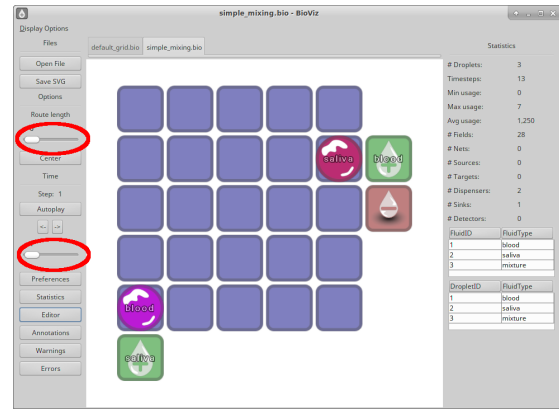 simple_mixing.bio - BioViz
Display Options
Files
Open File
Save SVG
Options
Route length
Center
Time
Step: 1
Autoplay
<-
->
Preferences
Statistics
Editor
Annotations
Warnings
Errors
default_grid.bio
simple_mixing.bio
saliva
blood
blood
saliva
Statistics
# Droplets: 3
Timesteps: 13
Min usage: 0
Max usage: 7
Avg usage: 1,250
# Fields: 28
# Nets: 0
# Sources: 0
# Targets: 0
# Dispensers: 2
# Sinks: 1
# Detectors: 0
FluidID FluidType
1 blood
2 saliva
3 mixture
DropletID FluidType
1 blood
2 saliva
3 mixture